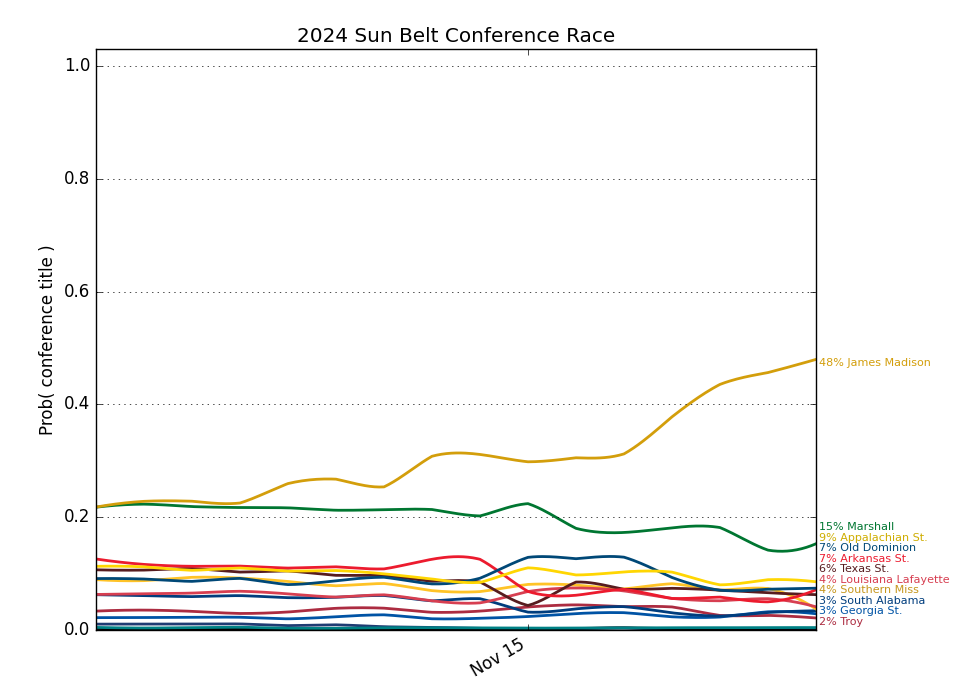 2024 Sun Belt Conference Race
Prob( conference title )
1.0
0.8
0.6
0.4
0.2
0.0
Nov 15
48% James Madison
15% Marshall
9% Appalachian St.
7% Old Dominion
7% Arkansas St.
6% Texas St.
4% Louisiana Lafayette
4% Southern Miss
3% South Alabama
3% Georgia St.
2% Troy